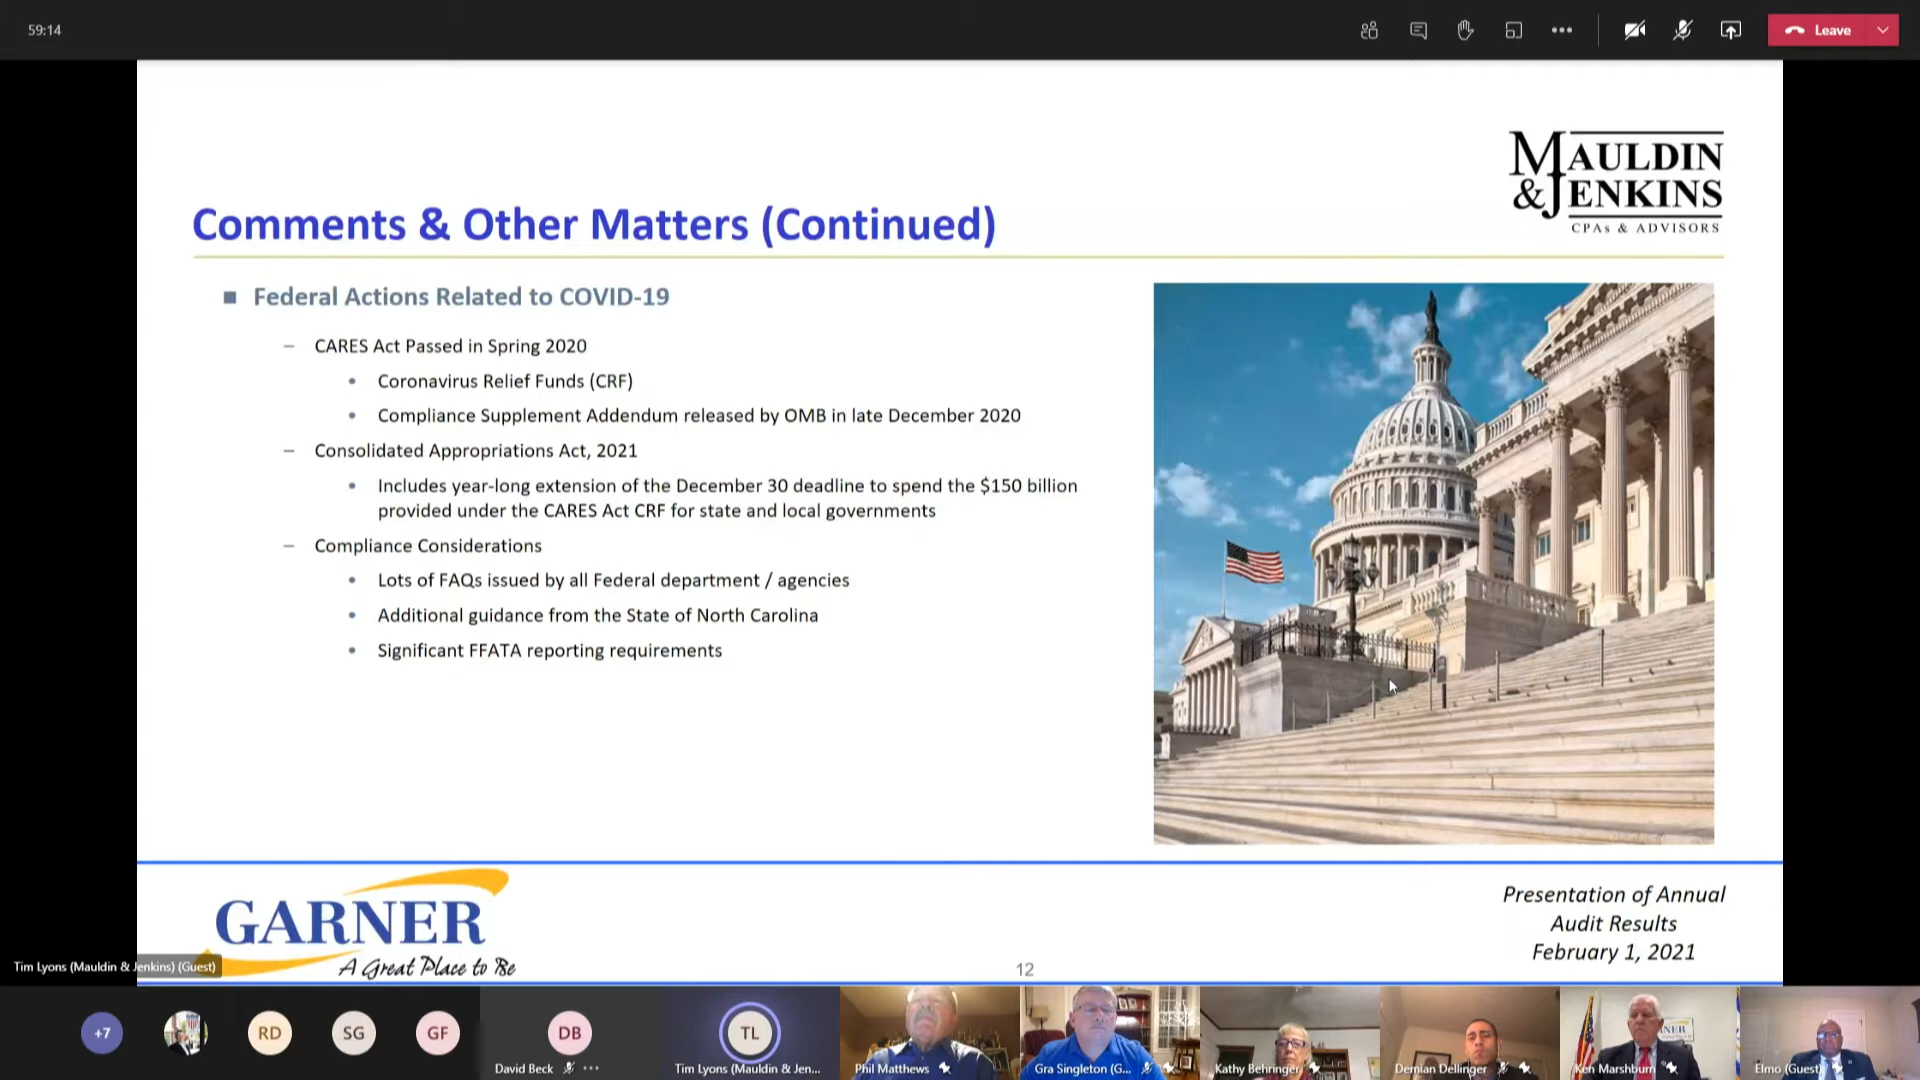 59:14
Leave
MAULDIN
& JENKINS
CPAs & ADVISORS
Comments & Other Matters (Continued)
Federal Actions Related to COVID-19
– CARES Act Passed in Spring 2020
• Coronavirus Relief Funds (CRF)
• Compliance Supplement Addendum released by OMB in late December 2020
– Consolidated Appropriations Act, 2021
• Includes year-long extension of the December 30 deadline to spend the $150 billion
provided under the CARES Act CRF for state and local governments
– Compliance Considerations
• Lots of FAQs issued by all Federal department / agencies
• Additional guidance from the State of North Carolina
• Significant FFATA reporting requirements
GARNER
A Great Place to Be
Presentation of Annual
Audit Results
February 1, 2021
12
Tim Lyons (Mauldin & Jenkins) (Guest)
+7
RD
SG
GF
DB
TL
David Beck
Tim Lyons (Mauldin & Jen...
Phil Matthews
Gra Singleton (G...
Kathy Behringer
Demian Dellinger
Ken Marshburn
Elmo (Guest)
GARNER